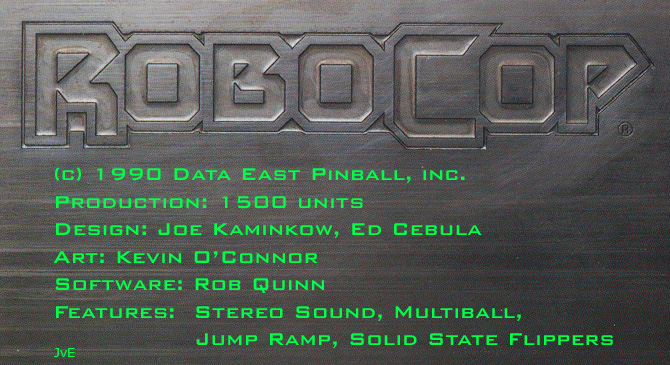 ROBOCOP ®
(c) 1990 Data East Pinball, inc.
Production: 1500 units
Design: Joe Kaminkow, Ed Cebula
Art: Kevin O'Connor
Software: Rob Quinn
Features: Stereo Sound, Multiball,
Jump Ramp, Solid State Flippers
JvE